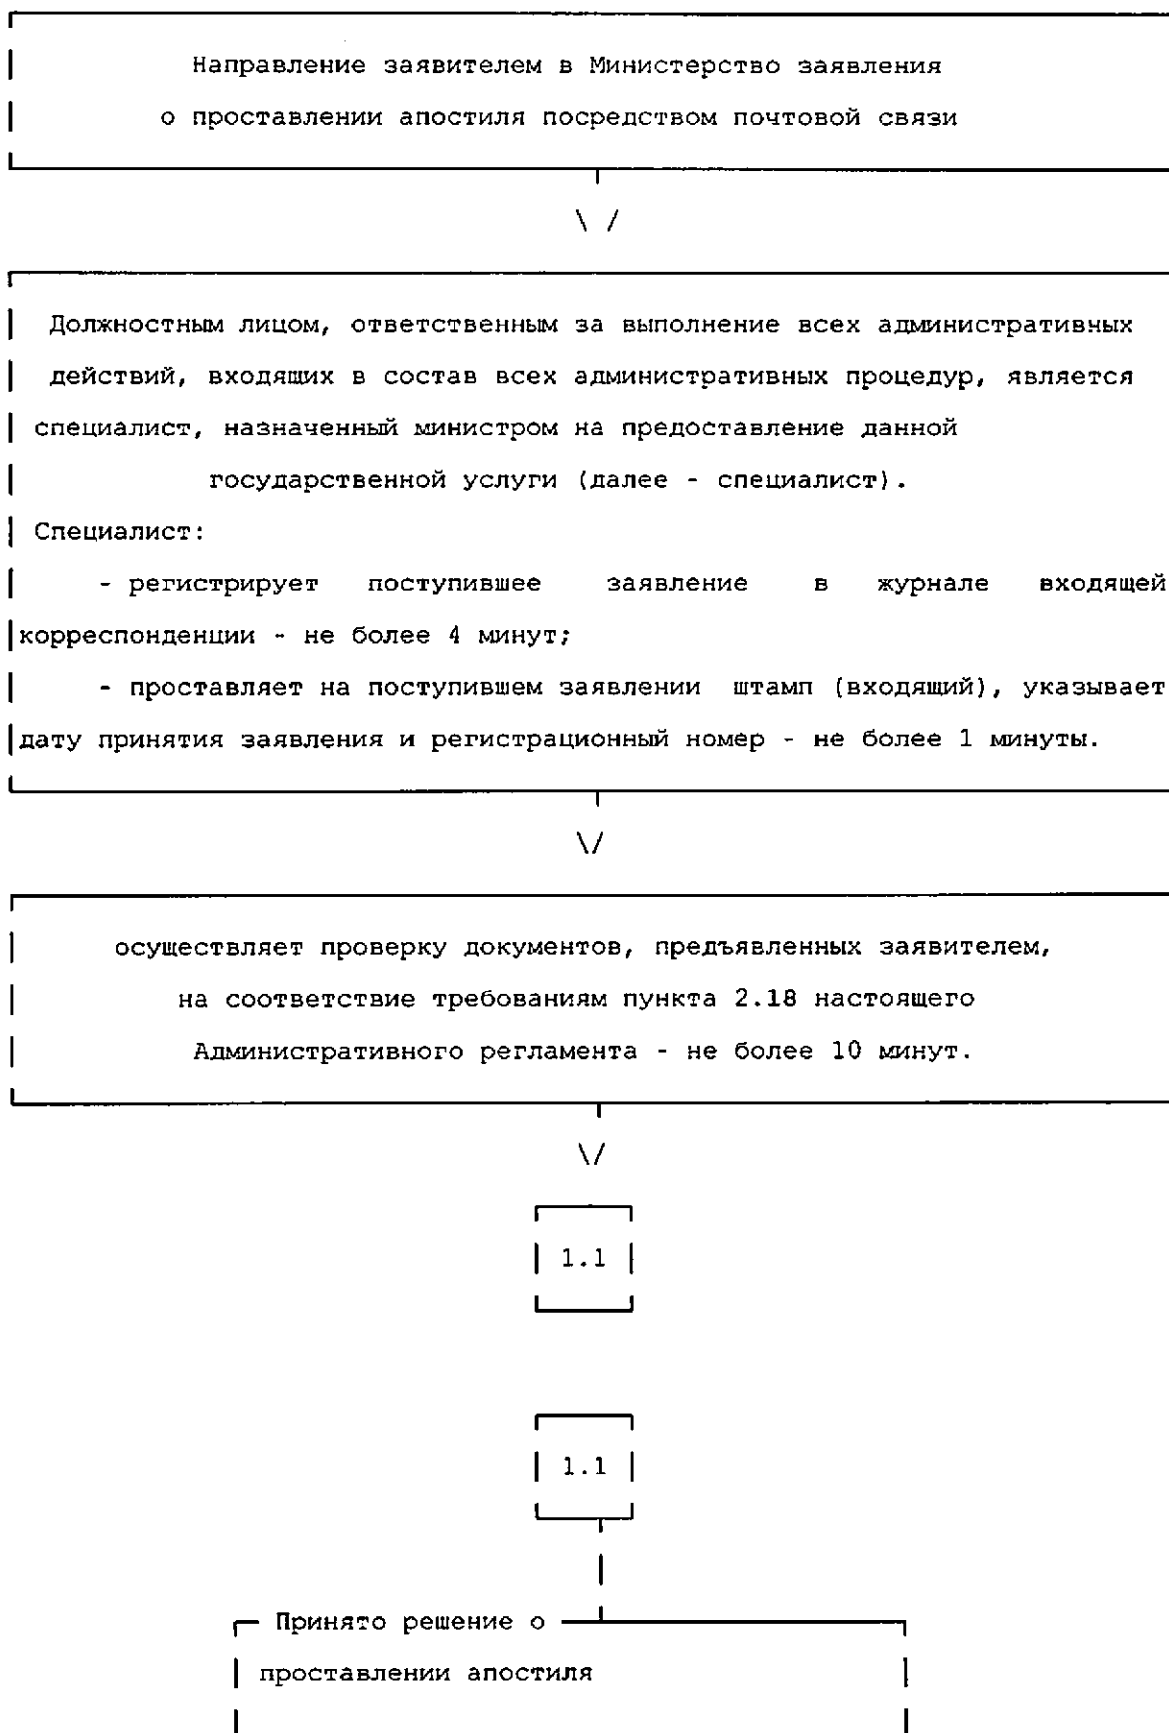 Направление заявителем в Министерство заявления
о проставлении апостиля посредством почтовой связи
\ /
Должностным лицом, ответственным за выполнение всех административных
действий, входящих в состав всех административных процедур, является
специалист, назначенный министром на предоставление данной
государственной услуги (далее - специалист).
Специалист:
- регистрирует поступившее заявление в журнале входящей
корреспонденции - не более 4 минут;
- проставляет на поступившем заявлении штамп (входящий), указывает
дату принятия заявления и регистрационный номер - не более 1 минуты.
\/
осуществляет проверку документов, предъявленных заявителем,
на соответствие требованиям пункта 2.18 настоящего
Административного регламента - не более 10 минут.
\/
1.1
1.1
Принято решение о
проставлении апостиля